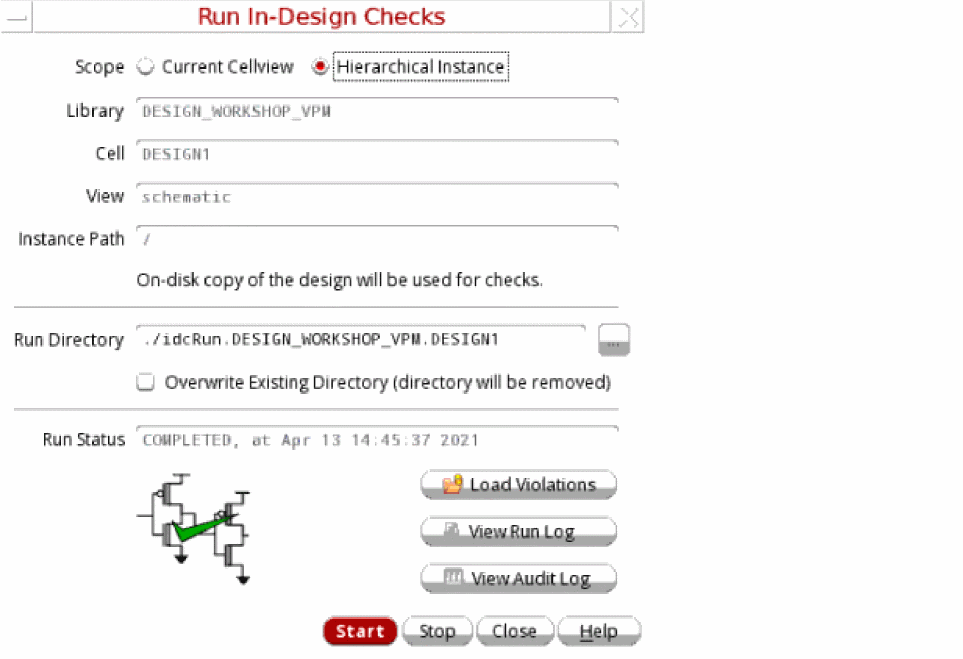 Run In-Design Checks
Scope Current Cellview Hierarchical Instance
Library DESIGN_WORKSHOP_VPM
Cell DESIGN1
View schematic
Instance Path /
On-disk copy of the design will be used for checks.
Run Directory ./idcRun.DESIGN_WORKSHOP_VPM.DESIGN1 ...
Overwrite Existing Directory (directory will be removed)
Run Status COMPLETED, at Apr 13 14:45:37 2021
Load Violations
View Run Log
View Audit Log
Start Stop Close Help